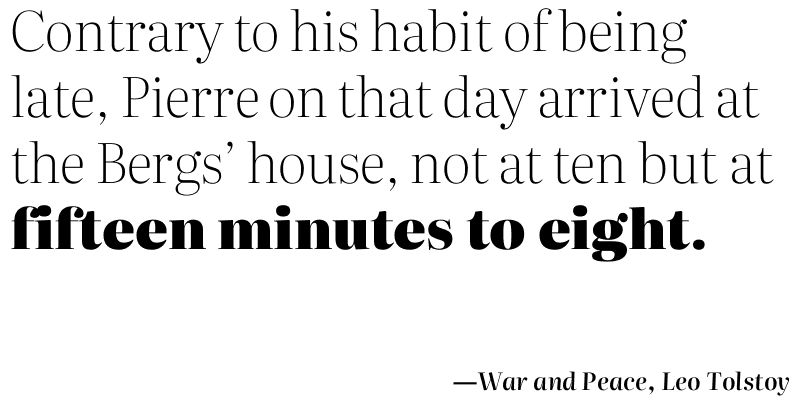 Contrary to his habit of being
late, Pierre on that day arrived at
the Bergs’ house, not at ten but at
fifteen minutes to eight.
—War and Peace, Leo Tolstoy